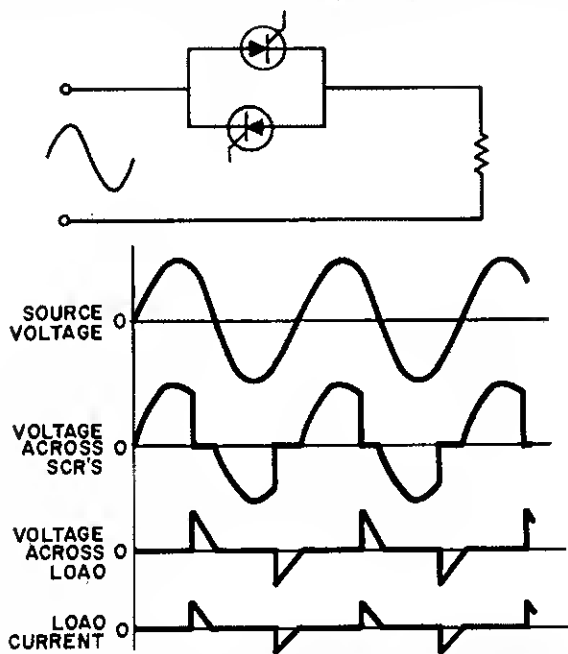 SOURCE
VOLTAGE
0
VOLTAGE
ACROSS
SCR'S
0
VOLTAGE
ACROSS
LOAO
0
LOAO
CURRENT
0